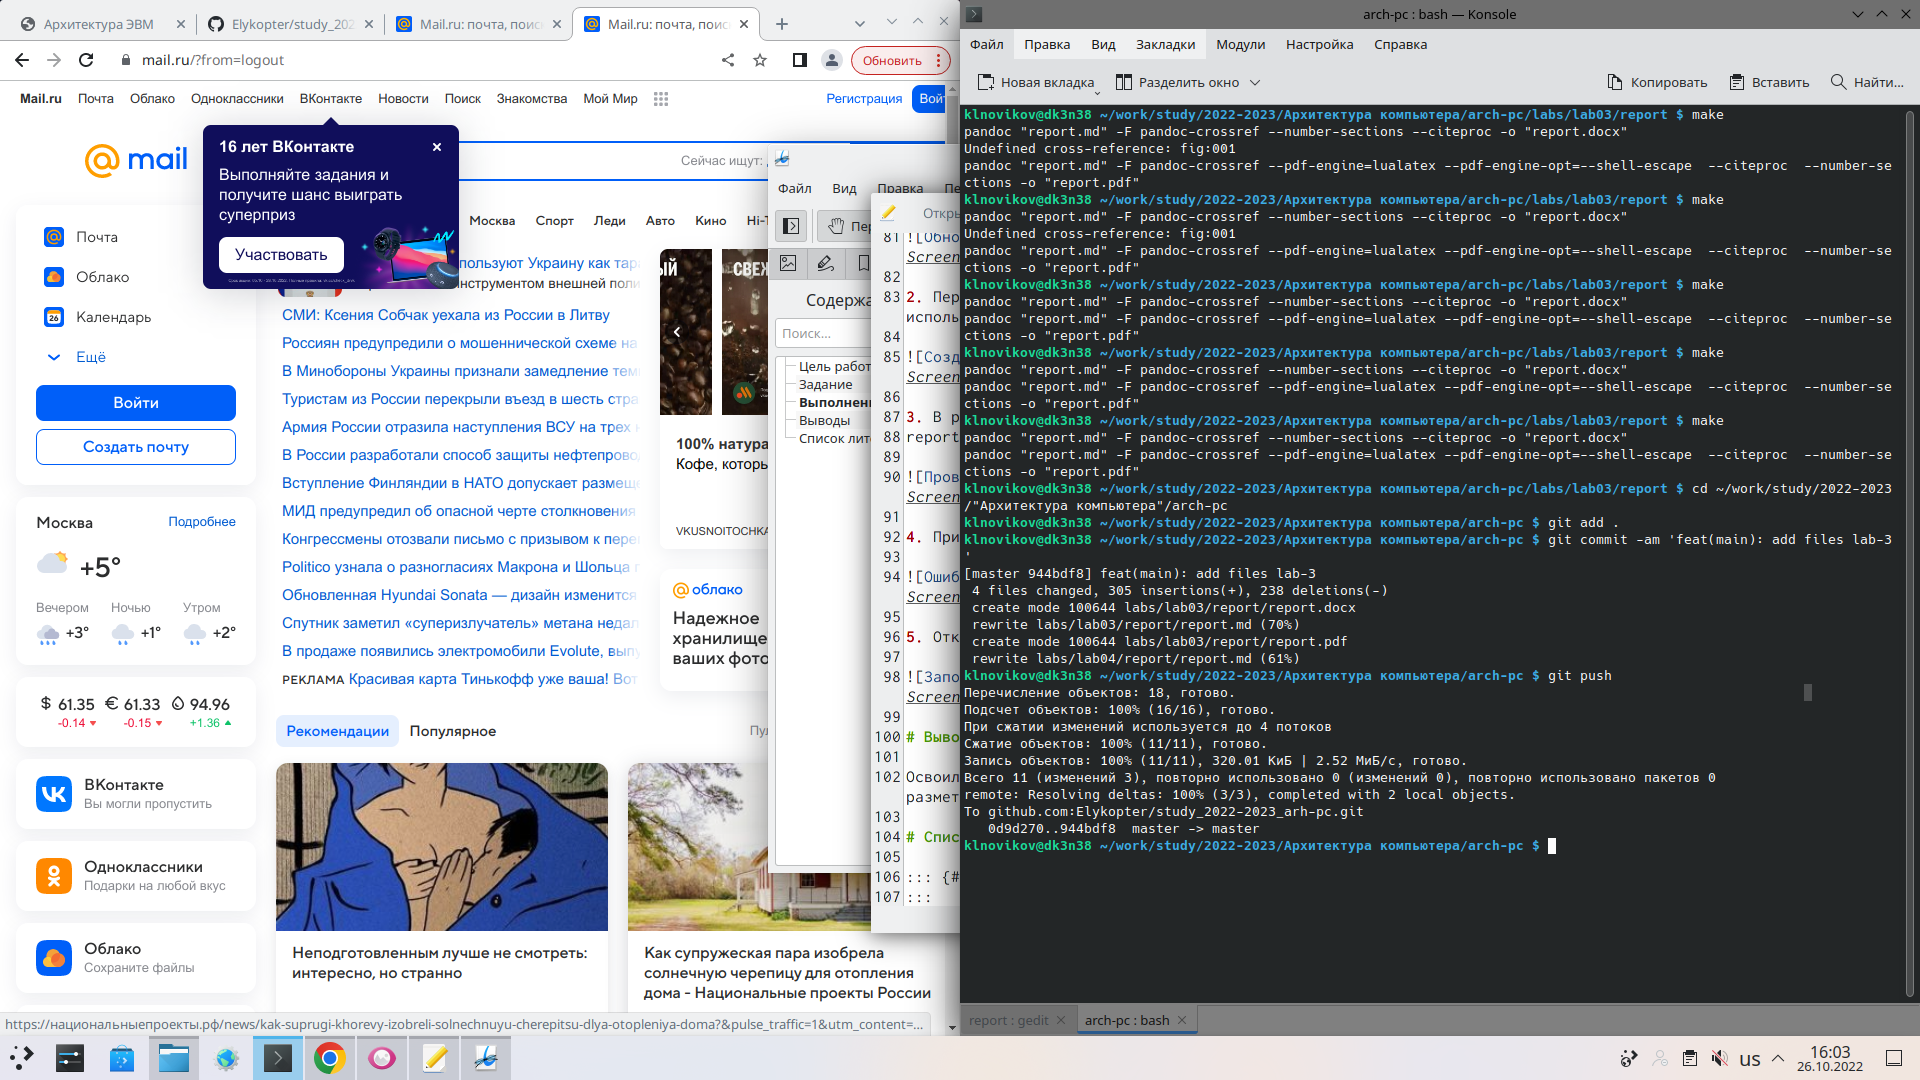 Архитектура ЭВМ
Elykopter/study_202
Mail.ru: почта, поис
Mail.ru: почта, поис
mail.ru/?from=logout
Обновить
Mail.ru Почта Облако Одноклассники ВКонтакте Новости Поиск Знакомства Мой Мир
Регистрация Войт
16 лет ВКонтакте
Выполняйте задания и
получите шанс выиграть
суперприз
Участвовать
mail
Сейчас ищут:
Москва Спорт Леди Авто Кино Hi-T
Почта
Облако
26 Календарь
Ещё
Войти
Создать почту
Москва Подробнее
+5°
Вечером Ночью Утром
+3° +1° +2°
$ 61.35 € 61.33 94.96
-0.14 -0.15 +1.36
ВКонтакте
Вы могли пропустить
Одноклассники
Подарки на любой вкус
Облако
Сохраните файлы
пользуют Украину как тара
нструментом внешней поли
СМИ: Ксения Собчак уехала из России в Литву
Россиян предупредили о мошеннической схеме на
В Минобороны Украины признали замедление тем
Туристам из России перекрыли въезд в шесть стра
Армия России отразила наступления ВСУ на трех н
В России разработали способ защиты нефтепрово
Вступление Финляндии в НАТО допускает размеще
МИД предупредил об опасной черте столкновения
Конгрессмены отозвали письмо с призывом к пере
Politico узнала о разногласиях Макрона и Шольца п
Обновленная Hyundai Sonata — дизайн изменится
Спутник заметил «суперизлучатель» метана недал
В продаже появились электромобили Evolute, выпу
РЕКЛАМА Красивая карта Тинькофф уже ваша! Вот
ый
СВЕЖ
100% натура
Кофе, которы
VKUSNOITOCHKA
облако
Надежное
хранилище
ваших фото
Рекомендации Популярное Пу
Неподготовленным лучше не смотреть:
интересно, но странно
Как супружеская пара изобрела
солнечную черепицу для отопления
дома - Национальные проекты России
https://национальныепроекты.рф/news/kak-suprugi-khorevy-izobreli-solnechnuyu-cherepitsu-dlya-otopleniya-doma?&pulse_traffic=1&utm_content=...
Файл Вид Правка Пе
Пер
Содержа
Поиск...
Цель работ
Задание
Выполнени
Выводы
Список лит
Откры
81 ![Обно
Screen
82
83 2. Пер
исполь
84
85 ![Созд
Screen
86
87 3. В р
88 report
89
90 ![Пров
Screen
91
92 4. При
93
94 ![Ошиб
Screen
95
96 5. Отк
97
98 ![Запо
Screen
99
100 # Выво
101
102 Освоил
размет
103
104 # Спис
105
106 ::: {#
107 :::
arch-pc : bash — Konsole
Файл Правка Вид Закладки Модули Настройка Справка
Новая вкладка Разделить окно Копировать Вставить Найти...
klnovikov@dk3n38 ~/work/study/2022-2023/Архитектура компьютера/arch-pc/labs/lab03/report $ make
pandoc "report.md" -F pandoc-crossref --number-sections --citeproc -o "report.docx"
Undefined cross-reference: fig:001
pandoc "report.md" -F pandoc-crossref --pdf-engine=lualatex --pdf-engine-opt=--shell-escape  --citeproc  --number-se
ctions -o "report.pdf"
klnovikov@dk3n38 ~/work/study/2022-2023/Архитектура компьютера/arch-pc/labs/lab03/report $ make
pandoc "report.md" -F pandoc-crossref --number-sections --citeproc -o "report.docx"
Undefined cross-reference: fig:001
pandoc "report.md" -F pandoc-crossref --pdf-engine=lualatex --pdf-engine-opt=--shell-escape  --citeproc  --number-se
ctions -o "report.pdf"
klnovikov@dk3n38 ~/work/study/2022-2023/Архитектура компьютера/arch-pc/labs/lab03/report $ make
pandoc "report.md" -F pandoc-crossref --number-sections --citeproc -o "report.docx"
pandoc "report.md" -F pandoc-crossref --pdf-engine=lualatex --pdf-engine-opt=--shell-escape  --citeproc  --number-se
ctions -o "report.pdf"
klnovikov@dk3n38 ~/work/study/2022-2023/Архитектура компьютера/arch-pc/labs/lab03/report $ make
pandoc "report.md" -F pandoc-crossref --number-sections --citeproc -o "report.docx"
pandoc "report.md" -F pandoc-crossref --pdf-engine=lualatex --pdf-engine-opt=--shell-escape  --citeproc  --number-se
ctions -o "report.pdf"
klnovikov@dk3n38 ~/work/study/2022-2023/Архитектура компьютера/arch-pc/labs/lab03/report $ make
pandoc "report.md" -F pandoc-crossref --number-sections --citeproc -o "report.docx"
pandoc "report.md" -F pandoc-crossref --pdf-engine=lualatex --pdf-engine-opt=--shell-escape  --citeproc  --number-se
ctions -o "report.pdf"
klnovikov@dk3n38 ~/work/study/2022-2023/Архитектура компьютера/arch-pc/labs/lab03/report $ cd ~/work/study/2022-2023
/"Архитектура компьютера"/arch-pc
klnovikov@dk3n38 ~/work/study/2022-2023/Архитектура компьютера/arch-pc $ git add .
klnovikov@dk3n38 ~/work/study/2022-2023/Архитектура компьютера/arch-pc $ git commit -am 'feat(main): add files lab-3
'
[master 944bdf8] feat(main): add files lab-3
4 files changed, 305 insertions(+), 238 deletions(-)
create mode 100644 labs/lab03/report/report.docx
rewrite labs/lab03/report/report.md (70%)
create mode 100644 labs/lab03/report/report.pdf
rewrite labs/lab04/report/report.md (61%)
klnovikov@dk3n38 ~/work/study/2022-2023/Архитектура компьютера/arch-pc $ git push
Перечисление объектов: 18, готово.
Подсчет объектов: 100% (16/16), готово.
При сжатии изменений используется до 4 потоков
Сжатие объектов: 100% (11/11), готово.
Запись объектов: 100% (11/11), 320.01 КиБ | 2.52 МиБ/с, готово.
Всего 11 (изменений 3), повторно использовано 0 (изменений 0), повторно использовано пакетов 0
remote: Resolving deltas: 100% (3/3), completed with 2 local objects.
To github.com:Elykopter/study_2022-2023_arh-pc.git
0d9d270..944bdf8  master -> master
klnovikov@dk3n38 ~/work/study/2022-2023/Архитектура компьютера/arch-pc $
report : gedit
arch-pc : bash
us
16:03
26.10.2022